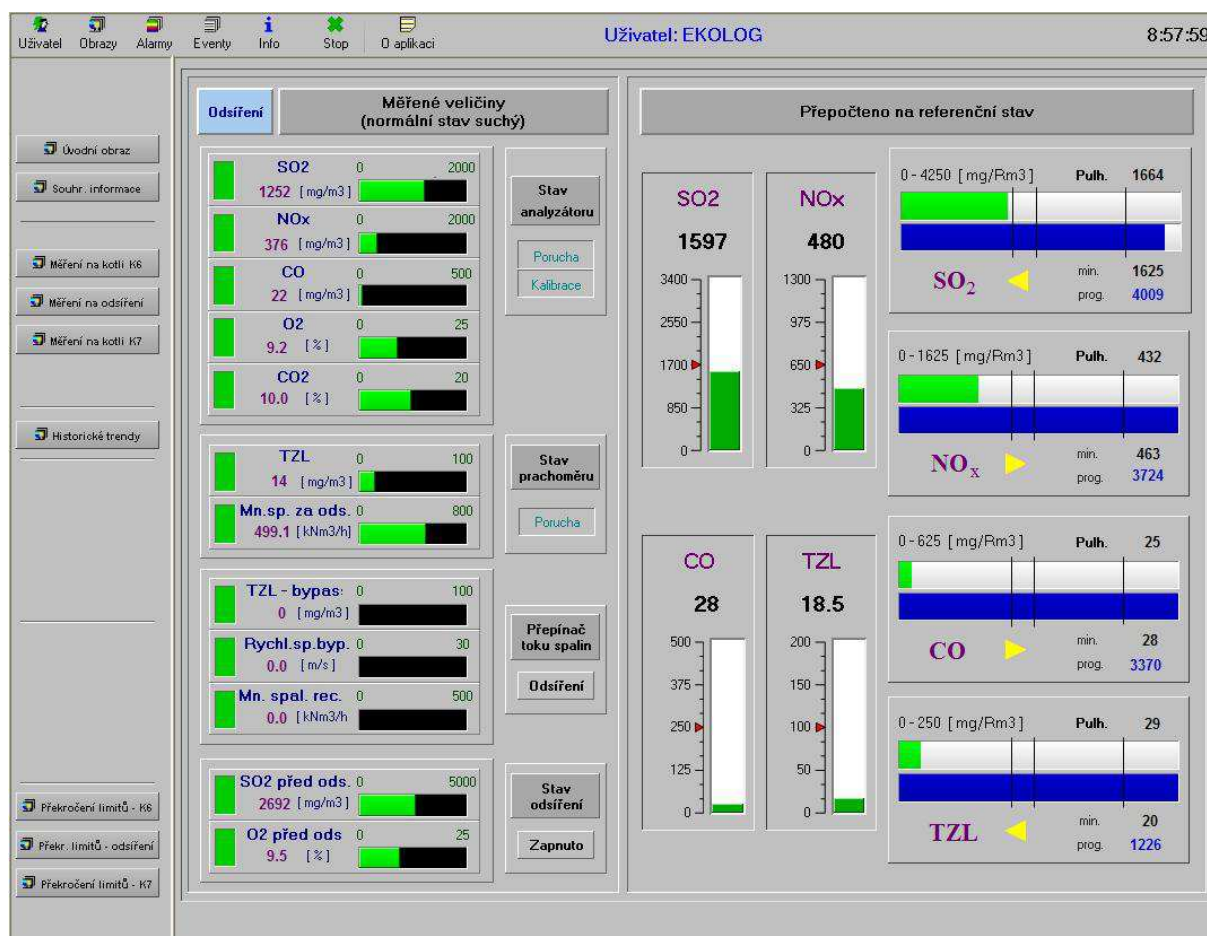 Uživatel Obrazy Alarmy Eventy Info Stop O aplikaci
Uživatel: EKOLOG
8:57:59
Úvodní obraz
Souhr. informace
Měření na kotli K6
Měření na odsíření
Měření na kotli K7
Historické trendy
Překročení limitů - K6
Překr. limitů - odsíření
Překročení limitů - K7
Odsíření
Měřené veličiny
(normální stav suchý)
SO2 0 2000
1252 [mg/m3]
NOx 0 2000
376 [mg/m3]
CO 0 500
22 [mg/m3]
O2 0 25
9.2 [%]
CO2 0 20
10.0 [%]
Stav
analyzátoru
Porucha
Kalibrace
TZL 0 100
14 [mg/m3]
Mn.sp. za ods. 0 800
499.1 [kNm3/h]
Stav
prachoměru
Porucha
TZL - bypas: 0 100
0 [mg/m3]
Rychl.sp.byp. 0 30
0.0 [m/s]
Mn. spal. rec. 0 500
0.0 [kNm3/h
Přepínač
toku spalin
Odsíření
SO2 před ods. 0 5000
2692 [mg/m3]
O2 před ods 0 25
9.5 [%]
Stav
odsíření
Zapnuto
Přepočteno na referenční stav
SO2
1597
3400
2550
1700
850
0
NOx
480
1300
975
650
325
0
CO
28
500
375
250
125
0
TZL
18.5
200
150
100
50
0
0-4250 [mg/Rm3] Pulh. 1664
SO2 min. 1625
prog. 4009
0-1625 [mg/Rm3] Pulh. 432
NOx min. 463
prog. 3724
0-625 [mg/Rm3] Pulh. 25
CO min. 28
prog. 3370
0-250 [mg/Rm3] Pulh. 29
TZL min. 20
prog. 1226